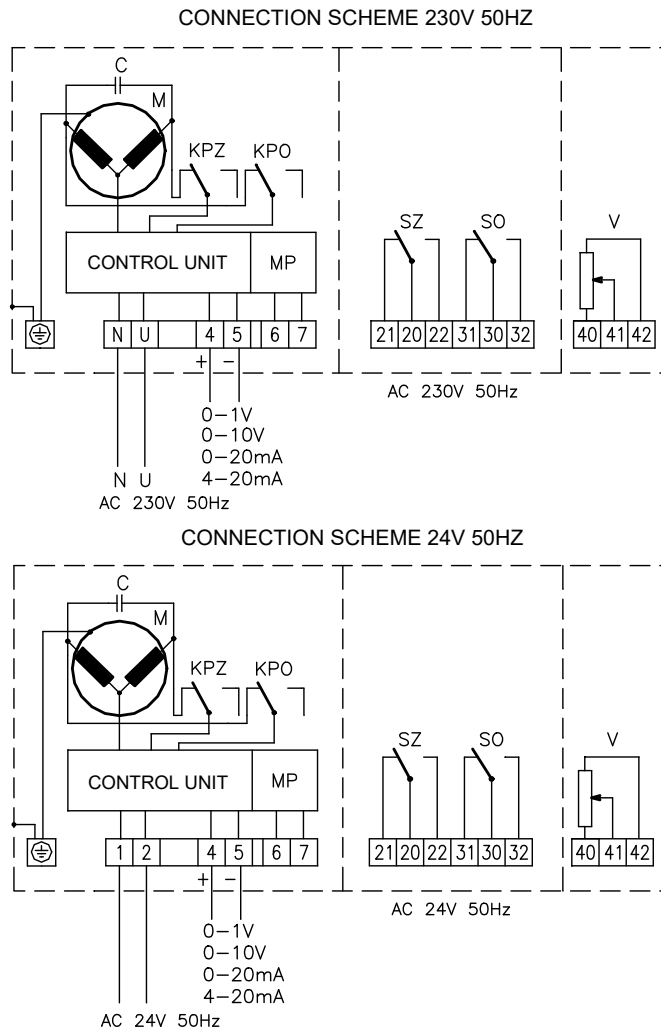 CONNECTION SCHEME 230V 50HZ
C
M
KPZ
KPO
SZ
SO
V
CONTROL UNIT
MP
N U 4 5 6 7
21 20 22 31 30 32
40 41 42
+ −
AC 230V 50Hz
0−1V
0−10V
0−20mA
4−20mA
N U
AC 230V 50Hz
CONNECTION SCHEME 24V 50HZ
C
M
KPZ
KPO
SZ
SO
V
CONTROL UNIT
MP
1 2 4 5 6 7
21 20 22 31 30 32
40 41 42
+ −
AC 24V 50Hz
0−1V
0−10V
0−20mA
4−20mA
AC 24V 50Hz